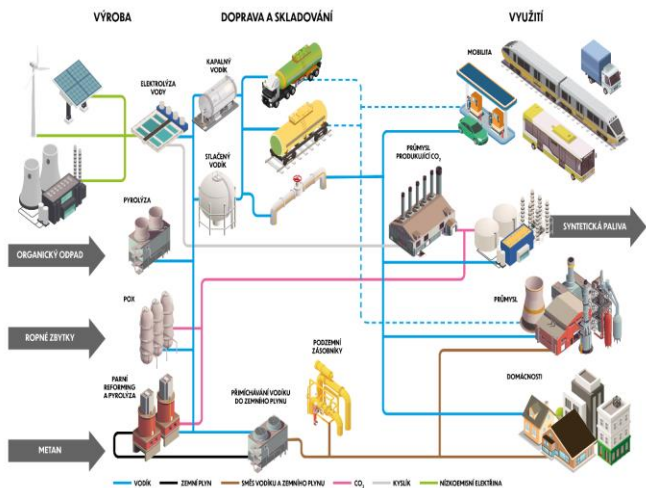 VÝROBA
DOPRAVA A SKLADOVÁNÍ
VYUŽITÍ
ELEKTROLÝZA
VODY
KAPALNÝ
VODÍK
MOBILITA
STLAČENÝ
VODÍK
PRŮMYSL
PRODUKUJÍCÍ CO₂
PYROLÝZA
ORGANICKÝ ODPAD
SYNTETICKÁ PALIVA
POX
ROPNÉ ZBYTKY
PRŮMYSL
PARNÍ
REFORMING
A PYROLÝZA
PŘIMÍCHÁVÁNÍ VODÍKU
DO ZEMNÍHO PLYNU
PODZEMNÍ
ZÁSOBNÍKY
DOMÁCNOSTI
METAN
VODÍK
ZEMNÍ PLYN
SMĚS VODÍKU A ZEMNÍHO PLYNU
CO₂
KYSLÍK
NÍZKOEMISNÍ ELEKTŘINA